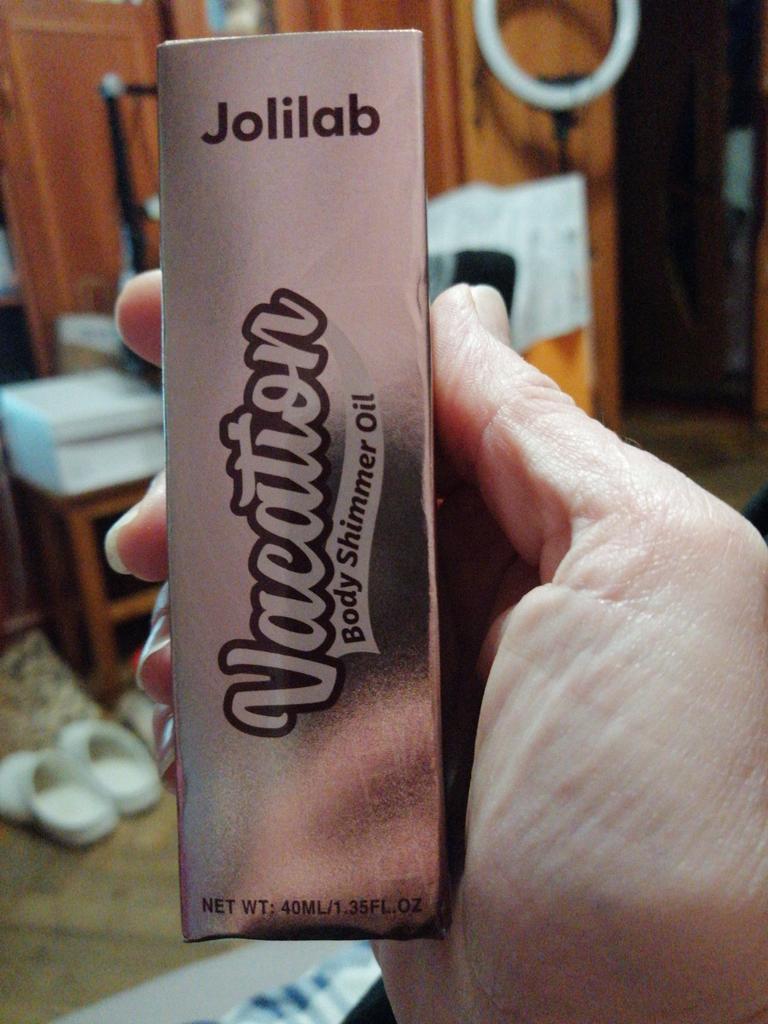 Jolilab
Vacation
Body Shimmer Oil
NET WT: 40ML/1.35FL.OZ